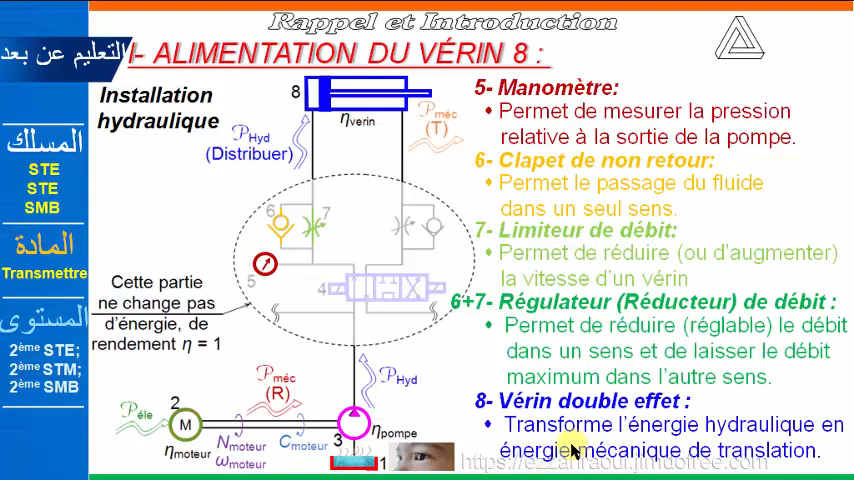 Rappel et Introduction
التعليم عن بعد
I- ALIMENTATION DU VÉRIN 8 :
المسلك
STE
STE
SMB
المادة
Transmettre
المستوى
2ème STE;
2ème STM;
2ème SMB
Installation
hydraulique
8
ηverin
PHyd
(Distribuer)
Pméc
(T)
6
7
5
4
Cette partie
ne change pas
d'énergie, de
rendement η = 1
Pméc
(R)
PHyd
Péle
2
M
ηmoteur
Nmoteur
ωmoteur
Cmoteur
3
ηpompe
1
5- Manomètre:
• Permet de mesurer la pression
relative à la sortie de la pompe.
6- Clapet de non retour:
• Permet le passage du fluide
dans un seul sens.
7- Limiteur de débit:
• Permet de réduire (ou d'augmenter)
la vitesse d'un vérin
6+7- Régulateur (Réducteur) de débit :
• Permet de réduire (réglable) le débit
dans un sens et de laisser le débit
maximum dans l'autre sens.
8- Vérin double effet :
• Transforme l'énergie hydraulique en
énergie mécanique de translation.
https://ezzahraoui.jimdofree.com